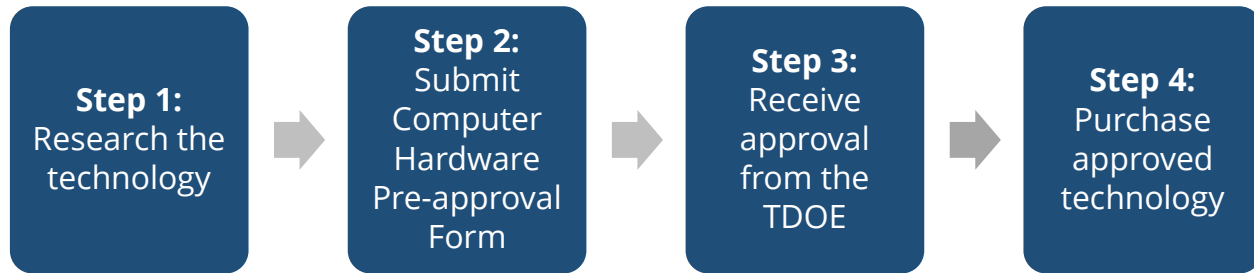 Step 1:
Research the
technology
Step 2:
Submit
Computer
Hardware
Pre-approval
Form
Step 3:
Receive
approval
from the
TDOE
Step 4:
Purchase
approved
technology